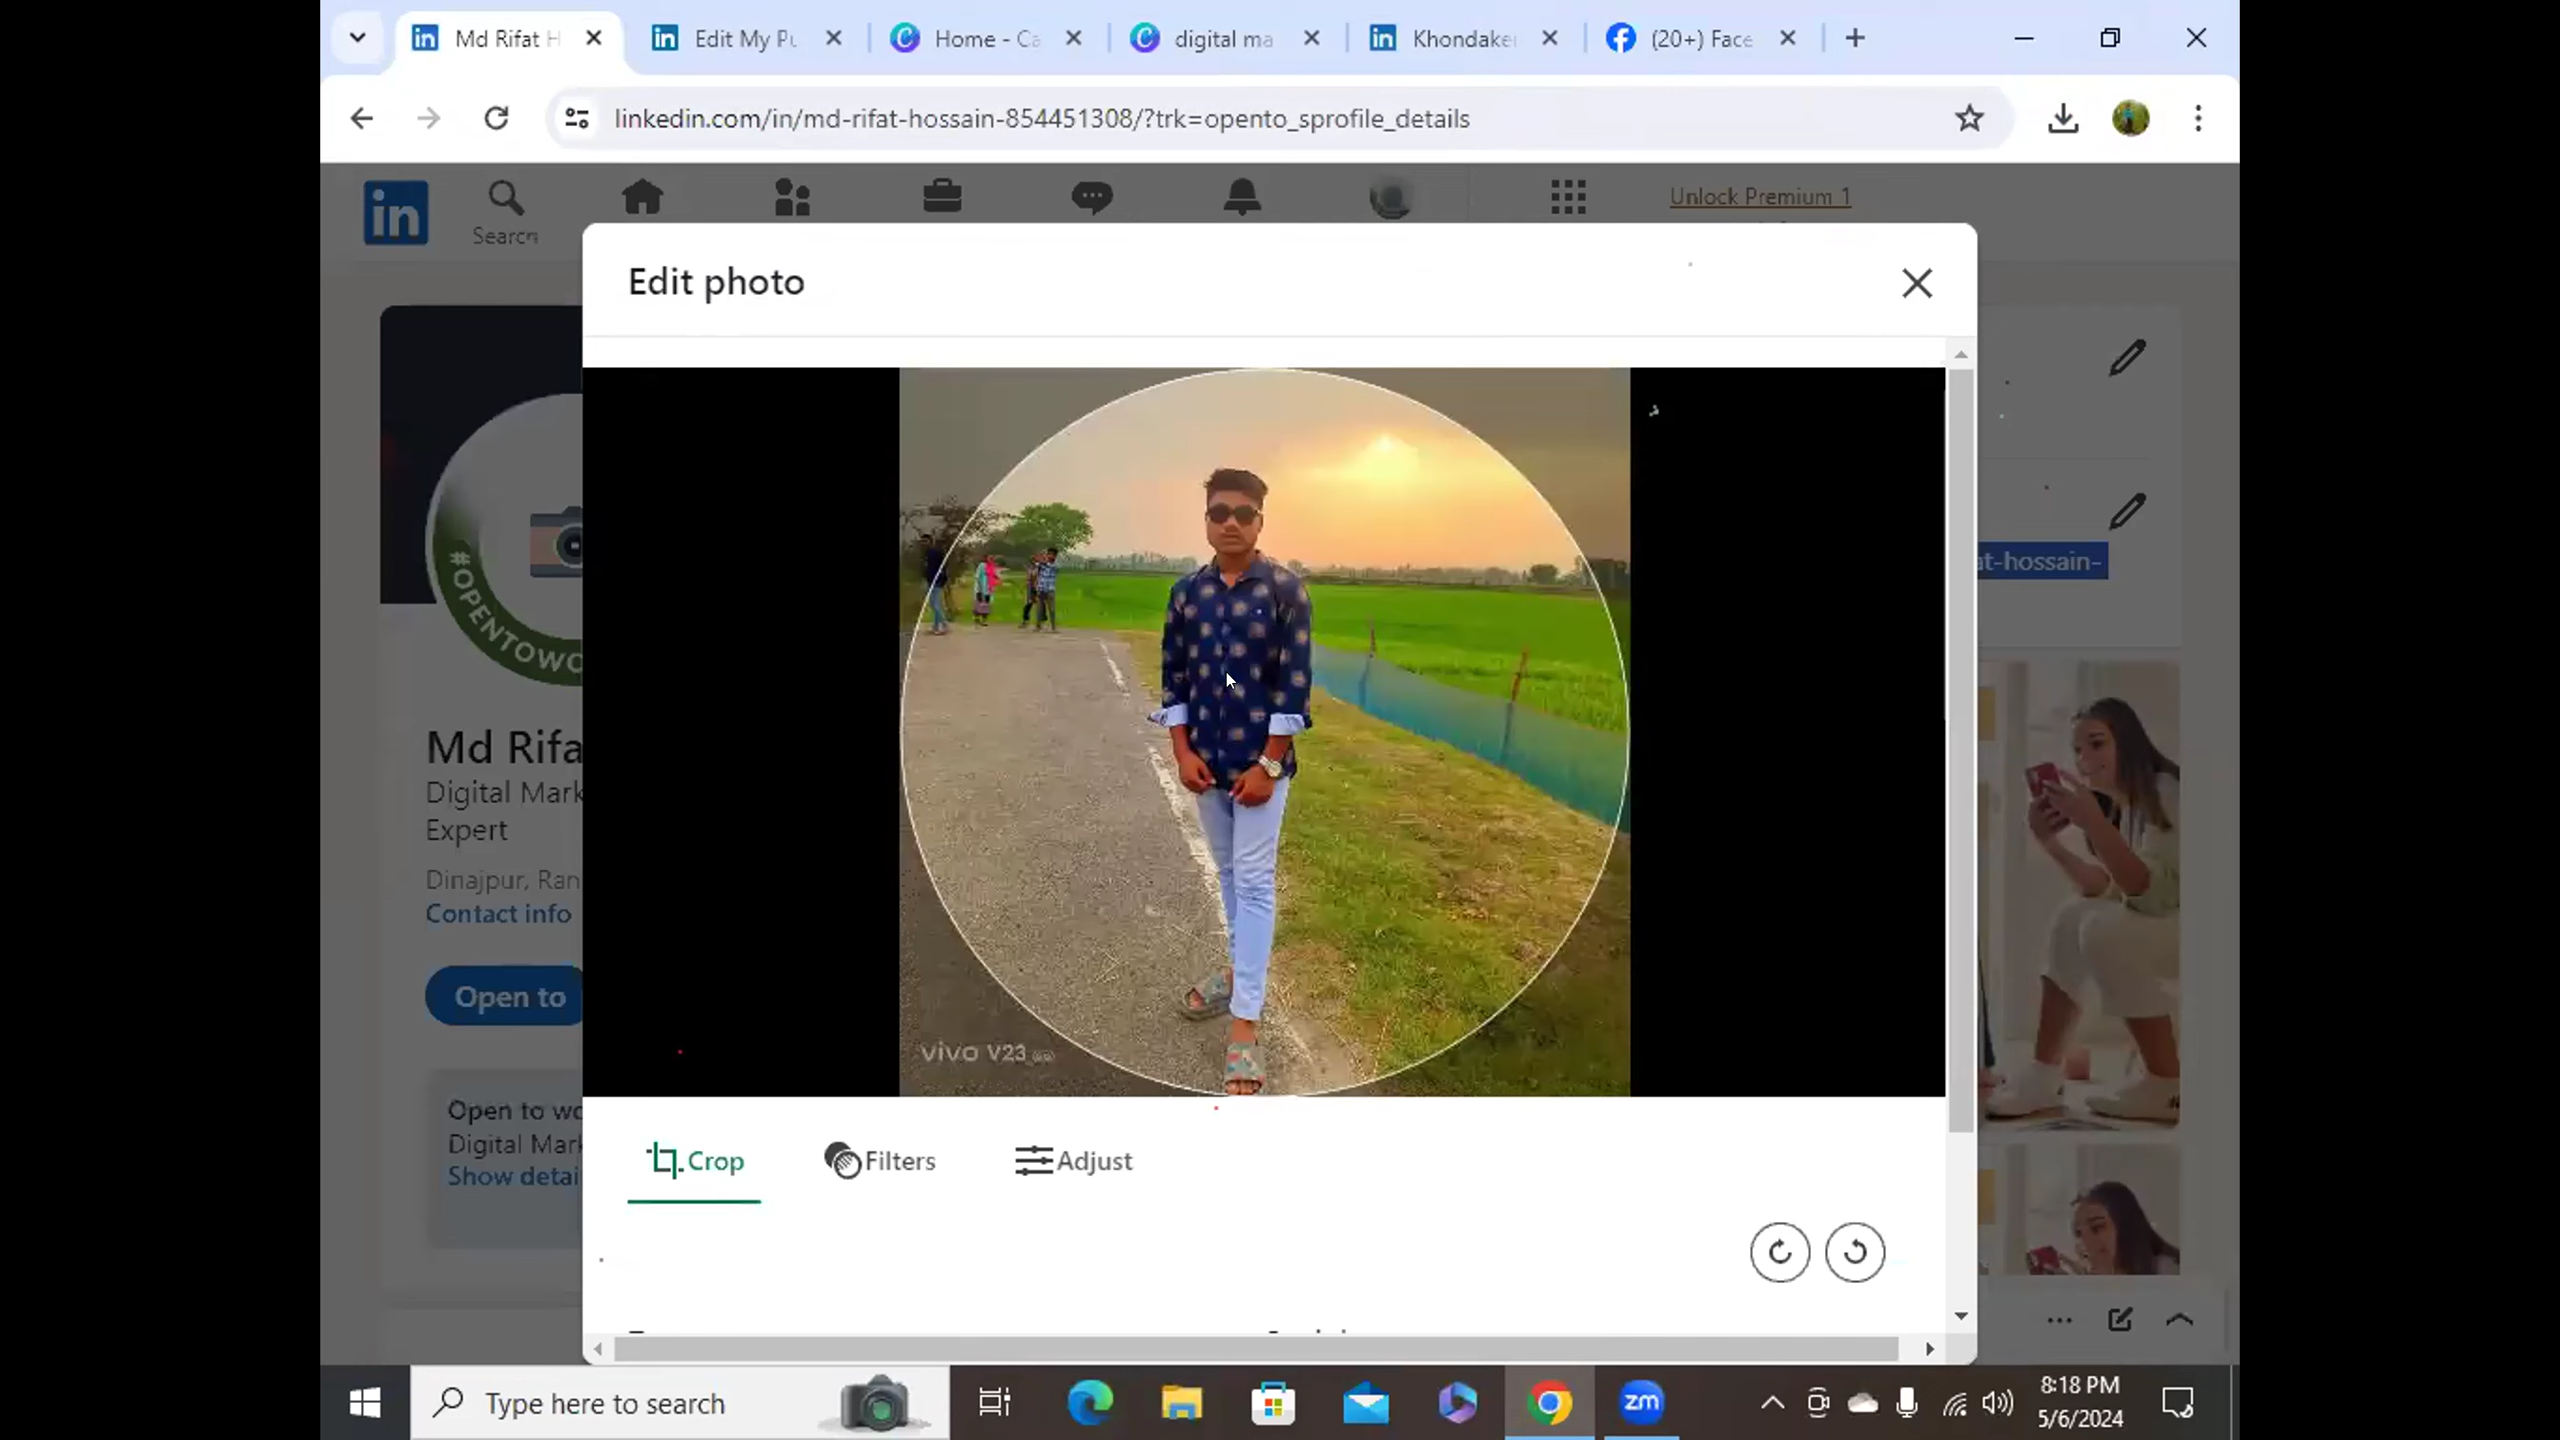 Md Rifat H
Edit My Pu
Home - Ca
digital ma
Khondake
(20+) Face
linkedin.com/in/md-rifat-hossain-854451308/?trk=opento_sprofile_details
in
Search
Unlock Premium 1
Edit photo
at-hossain-
#OPENTOWO
Md Rifa
Digital Mark
Expert
Dinajpur, Ran
Contact info
Open to
vivo V23
Open to wo
Digital Mark
Show detai
Crop
Filters
Adjust
Type here to search
zm
8:18 PM
5/6/2024